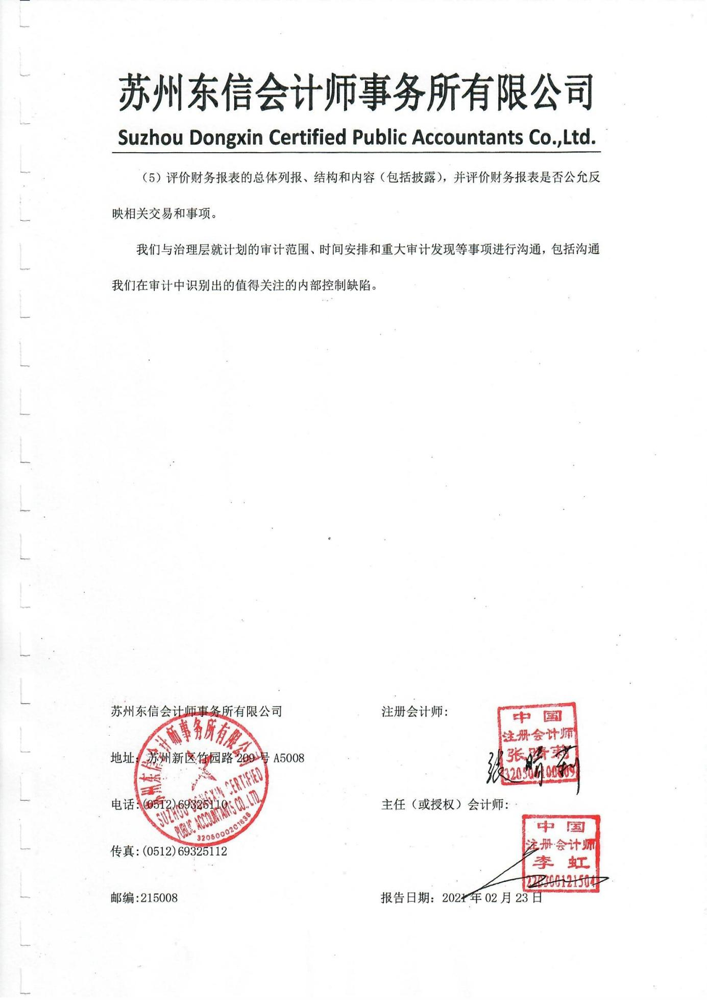 苏州东信会计师事务所有限公司
Suzhou Dongxin Certified Public Accountants Co.,Ltd.
（5）评价财务报表的总体列报、结构和内容（包括披露），并评价财务报表是否公允反
映相关交易和事项。
我们与治理层就计划的审计范围、时间安排和重大审计发现等事项进行沟通，包括沟通
我们在审计中识别出的值得关注的内部控制缺陷。
苏州东信会计师事务所有限公司
注册会计师:
中国
注册会计师
张晴莉
张晴莉
地址: 苏州新区竹园路 209 号 A5008
苏州东信会计师事务所有限公司
SUZHOU DONGXIN CERTIFIED
PUBLIC ACCOUNTANTS CO., LTD.
3205000201838
电话:(0512)69325110
主任（或授权）会计师:
中国
注册会计师
李虹
220300121504
传真:(0512)69325112
邮编:215008
报告日期: 2021 年 02 月 23 日